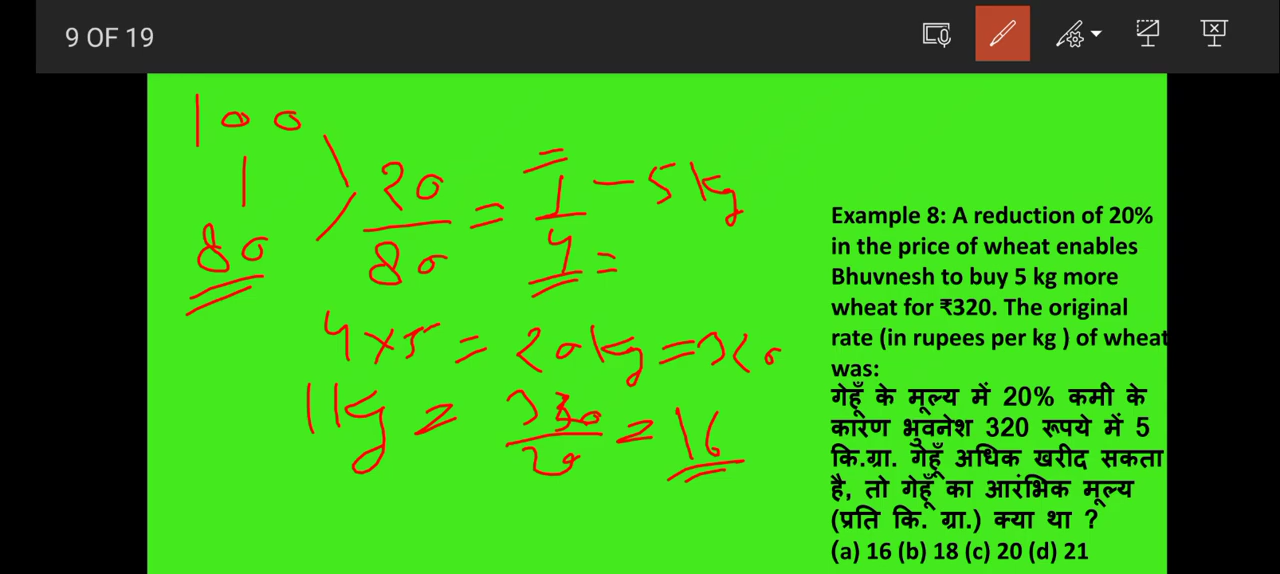 9 OF 19
100
|
80
20/80 = 1/4 = - 5 kg
4 x 5 = 20 kg = 320
1 kg = 320/20 = 16
Example 8: A reduction of 20%
in the price of wheat enables
Bhuvnesh to buy 5 kg more
wheat for ₹320. The original
rate (in rupees per kg ) of wheat
was:
गेहूँ के मूल्य में 20% कमी के
कारण भुवनेश 320 रूपये में 5
कि.ग्रा. गेहूँ अधिक खरीद सकता
है, तो गेहूँ का आरंभिक मूल्य
(प्रति कि. ग्रा.) क्या था ?
(a) 16 (b) 18 (c) 20 (d) 21